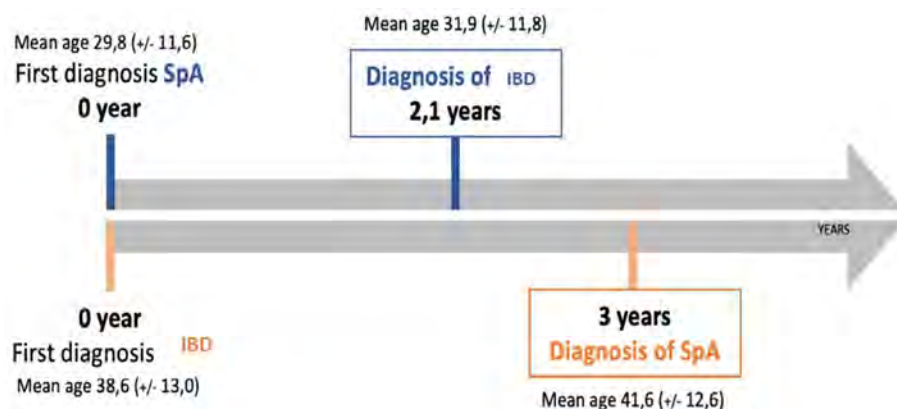 Mean age 29,8 (+/- 11,6)
First diagnosis SpA
0 year
Mean age 31,9 (+/- 11,8)
Diagnosis of IBD
2,1 years
YEARS
0 year
First diagnosis IBD
Mean age 38,6 (+/- 13,0)
3 years
Diagnosis of SpA
Mean age 41,6 (+/- 12,6)